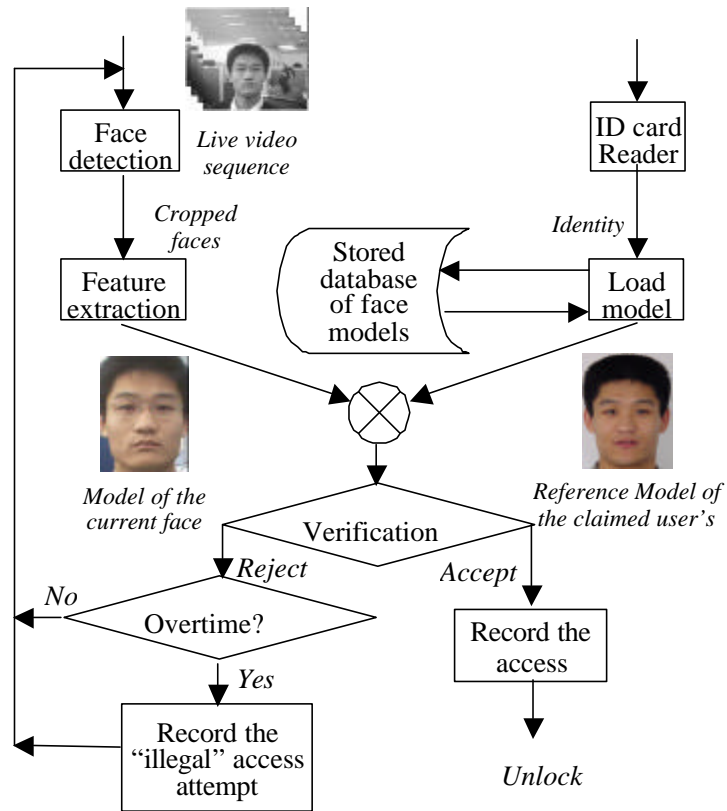 Face
detection
Live video
sequence
ID card
Reader
Cropped
faces
Identity
Feature
extraction
Stored
database
of face
models
Load
model
Model of the
current face
Reference Model of
the claimed user's
Verification
Reject
Accept
No
Overtime?
Record the
access
Yes
Record the
“illegal” access
attempt
Unlock